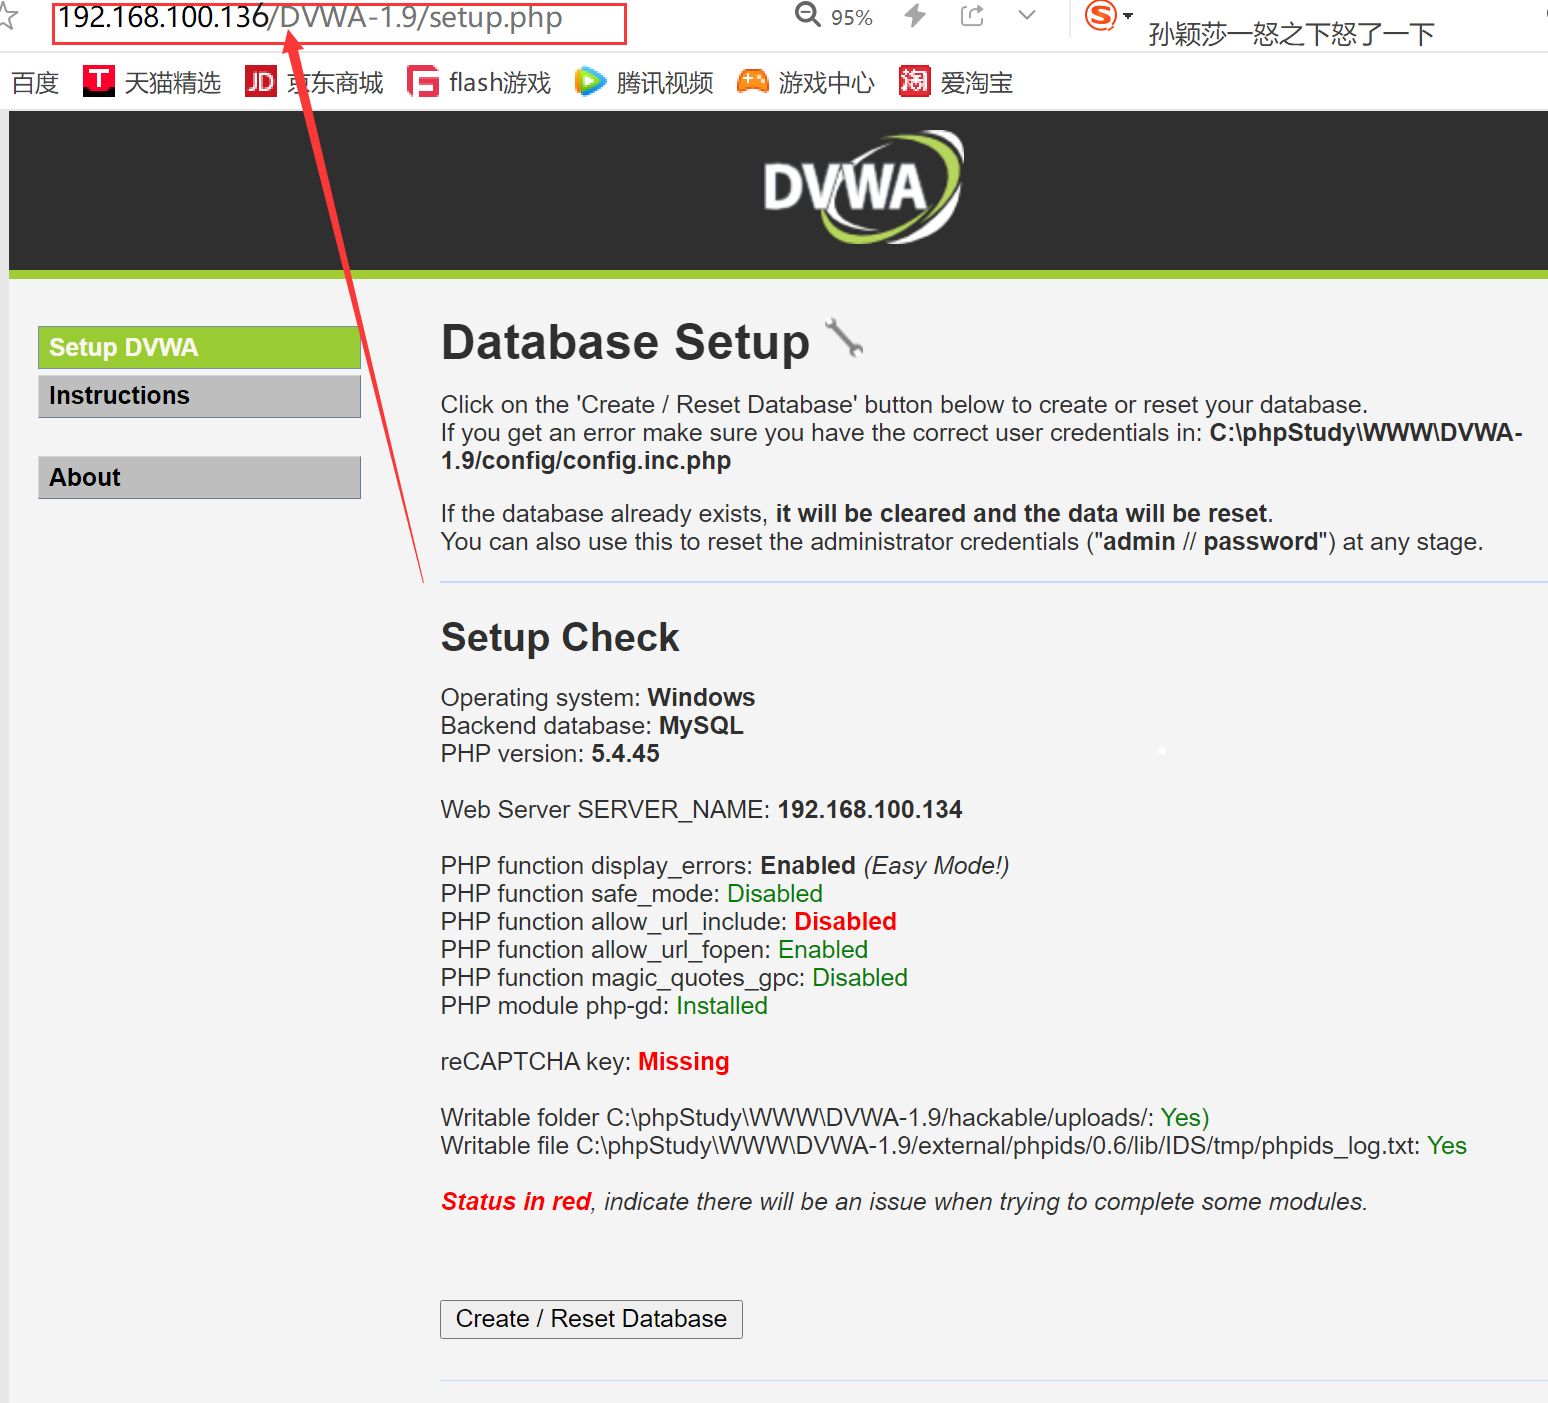 192.168.100.136/DVWA-1.9/setup.php
95%
孙颖莎一怒之下怒了一下
百度
天猫精选
JD 京东商城
flash游戏
腾讯视频
游戏中心
淘 爱淘宝
DVWA
Setup DVWA
Instructions
About
Database Setup
Click on the 'Create / Reset Database' button below to create or reset your database.
If you get an error make sure you have the correct user credentials in: C:\phpStudy\WWW\DVWA-
1.9/config/config.inc.php
If the database already exists, it will be cleared and the data will be reset.
You can also use this to reset the administrator credentials ("admin // password") at any stage.
Setup Check
Operating system: Windows
Backend database: MySQL
PHP version: 5.4.45
Web Server SERVER_NAME: 192.168.100.134
PHP function display_errors: Enabled (Easy Mode!)
PHP function safe_mode: Disabled
PHP function allow_url_include: Disabled
PHP function allow_url_fopen: Enabled
PHP function magic_quotes_gpc: Disabled
PHP module php-gd: Installed
reCAPTCHA key: Missing
Writable folder C:\phpStudy\WWW\DVWA-1.9/hackable/uploads/: Yes)
Writable file C:\phpStudy\WWW\DVWA-1.9/external/phpids/0.6/lib/IDS/tmp/phpids_log.txt: Yes
Status in red, indicate there will be an issue when trying to complete some modules.
Create / Reset Database